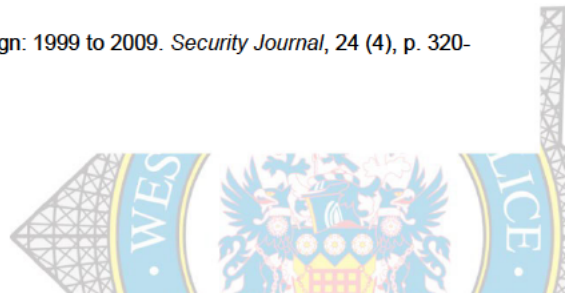 gn: 1999 to 2009. Security Journal, 24 (4), p. 320-
WES
LICE